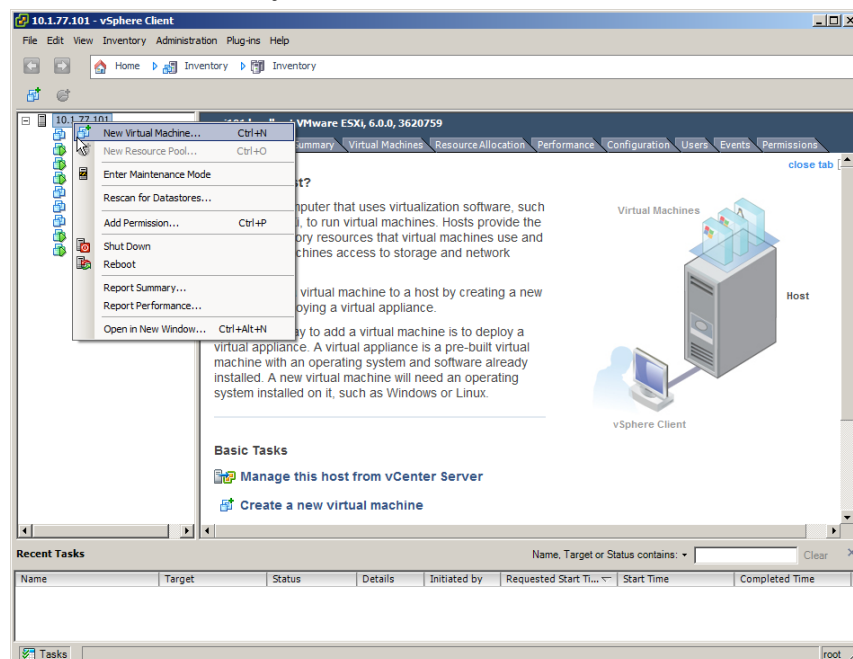 10.1.77.101 - vSphere Client
File Edit View Inventory Administration Plug-ins Help
Home Inventory Inventory
10.1.77.101
VMware ESXi, 6.0.0, 3620759
Summary Virtual Machines Resource Allocation Performance Configuration Users Events Permissions
close tab
New Virtual Machine... Ctrl+N
New Resource Pool... Ctrl+O
Enter Maintenance Mode
Rescan for Datastores...
Add Permission... Ctrl+P
Shut Down
Reboot
Report Summary...
Report Performance...
Open in New Window... Ctrl+Alt+N
that uses virtualization software, such
, to run virtual machines. Hosts provide the
resources that virtual machines use and
access to storage and network
virtual machine to a host by creating a new
a virtual appliance.
to add a virtual machine is to deploy a
virtual appliance. A virtual appliance is a pre-built virtual
machine with an operating system and software already
installed. A new virtual machine will need an operating
system installed on it, such as Windows or Linux.
Virtual Machines
Host
vSphere Client
Basic Tasks
Manage this host from vCenter Server
Create a new virtual machine
Recent Tasks
Name, Target or Status contains: Clear
Name Target Status Details Initiated by Requested Start Ti... Start Time Completed Time
Tasks root